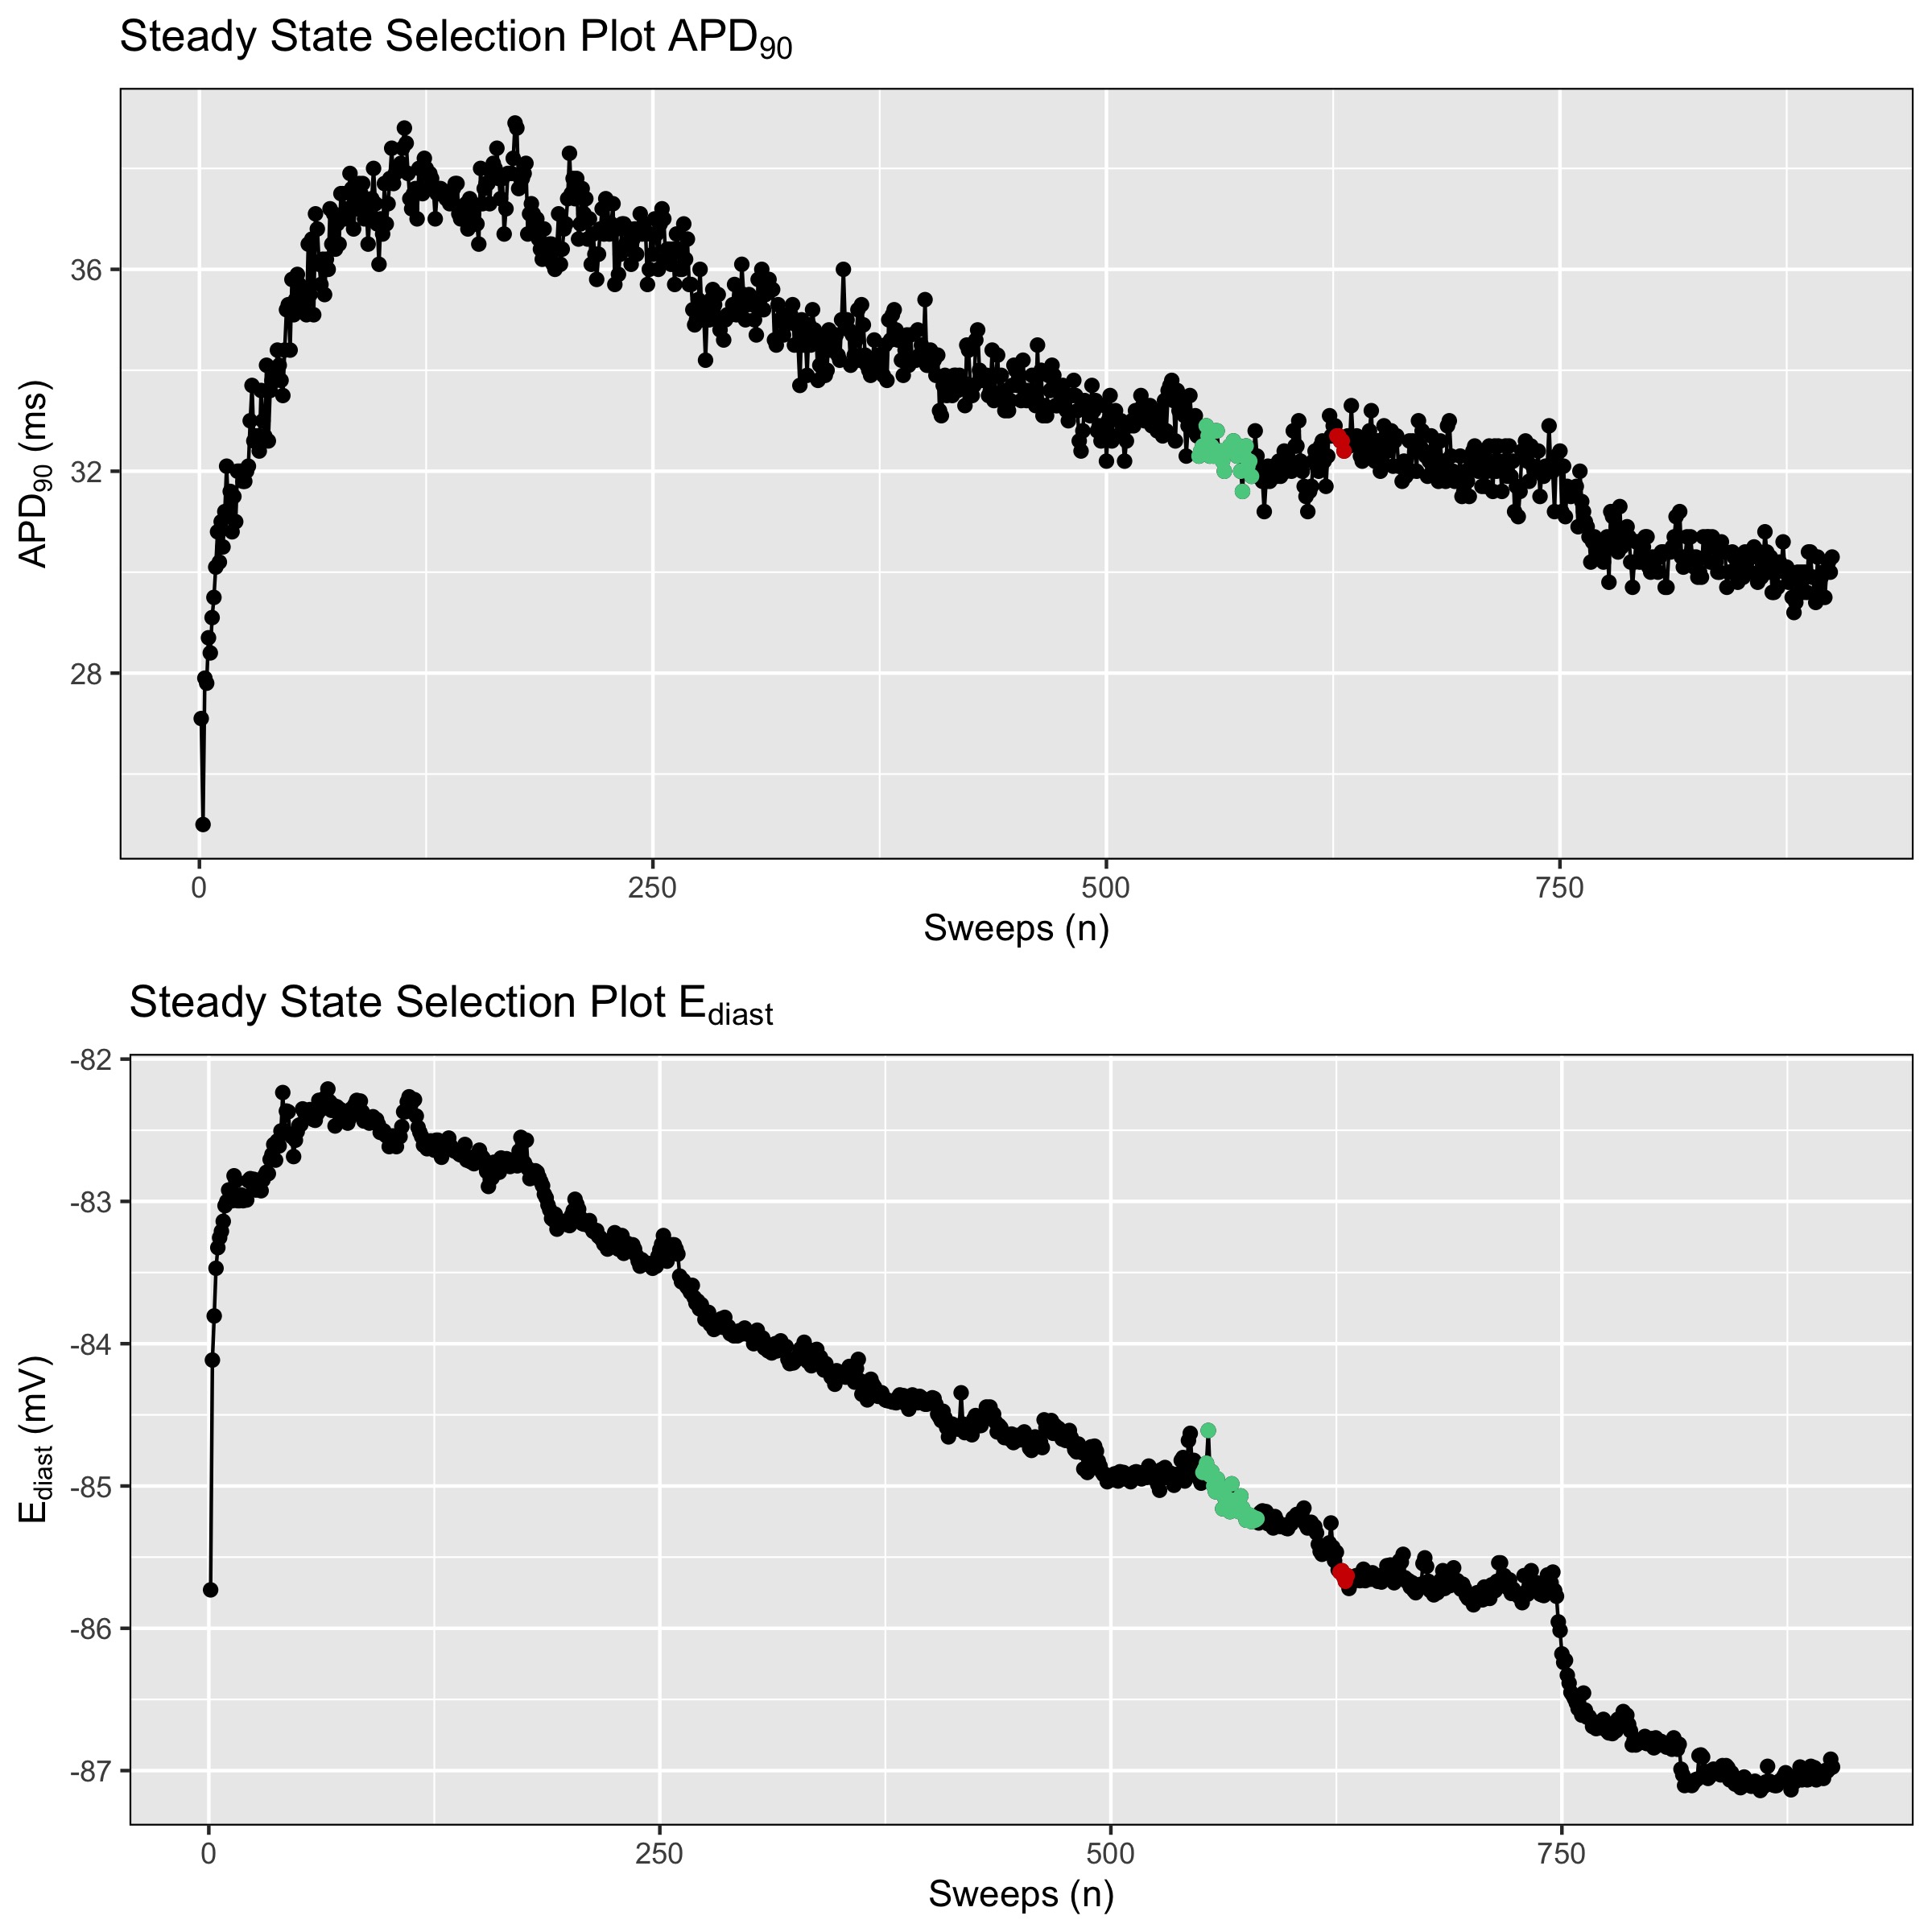 Steady State Selection Plot APD90
36
32
28
APD90 (ms)
0 250 500 750
Sweeps (n)
Steady State Selection Plot Ediast
-82
-83
-84
-85
-86
-87
Ediast (mV)
0 250 500 750
Sweeps (n)